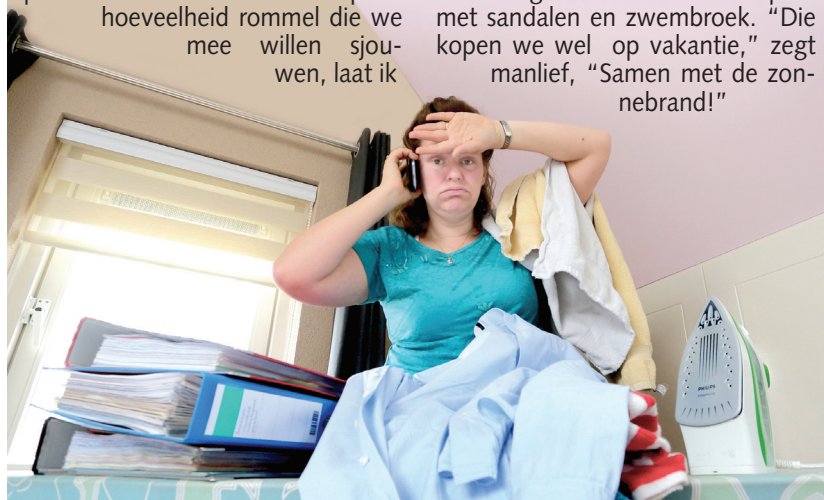 hoeveelheid rommel die we
mee willen sjou-
wen, laat ik
met sandalen en zwembroek. “Die
kopen we wel op vakantie,” zegt
manlief, “Samen met de zon-
nebrand!”
PHILIPS